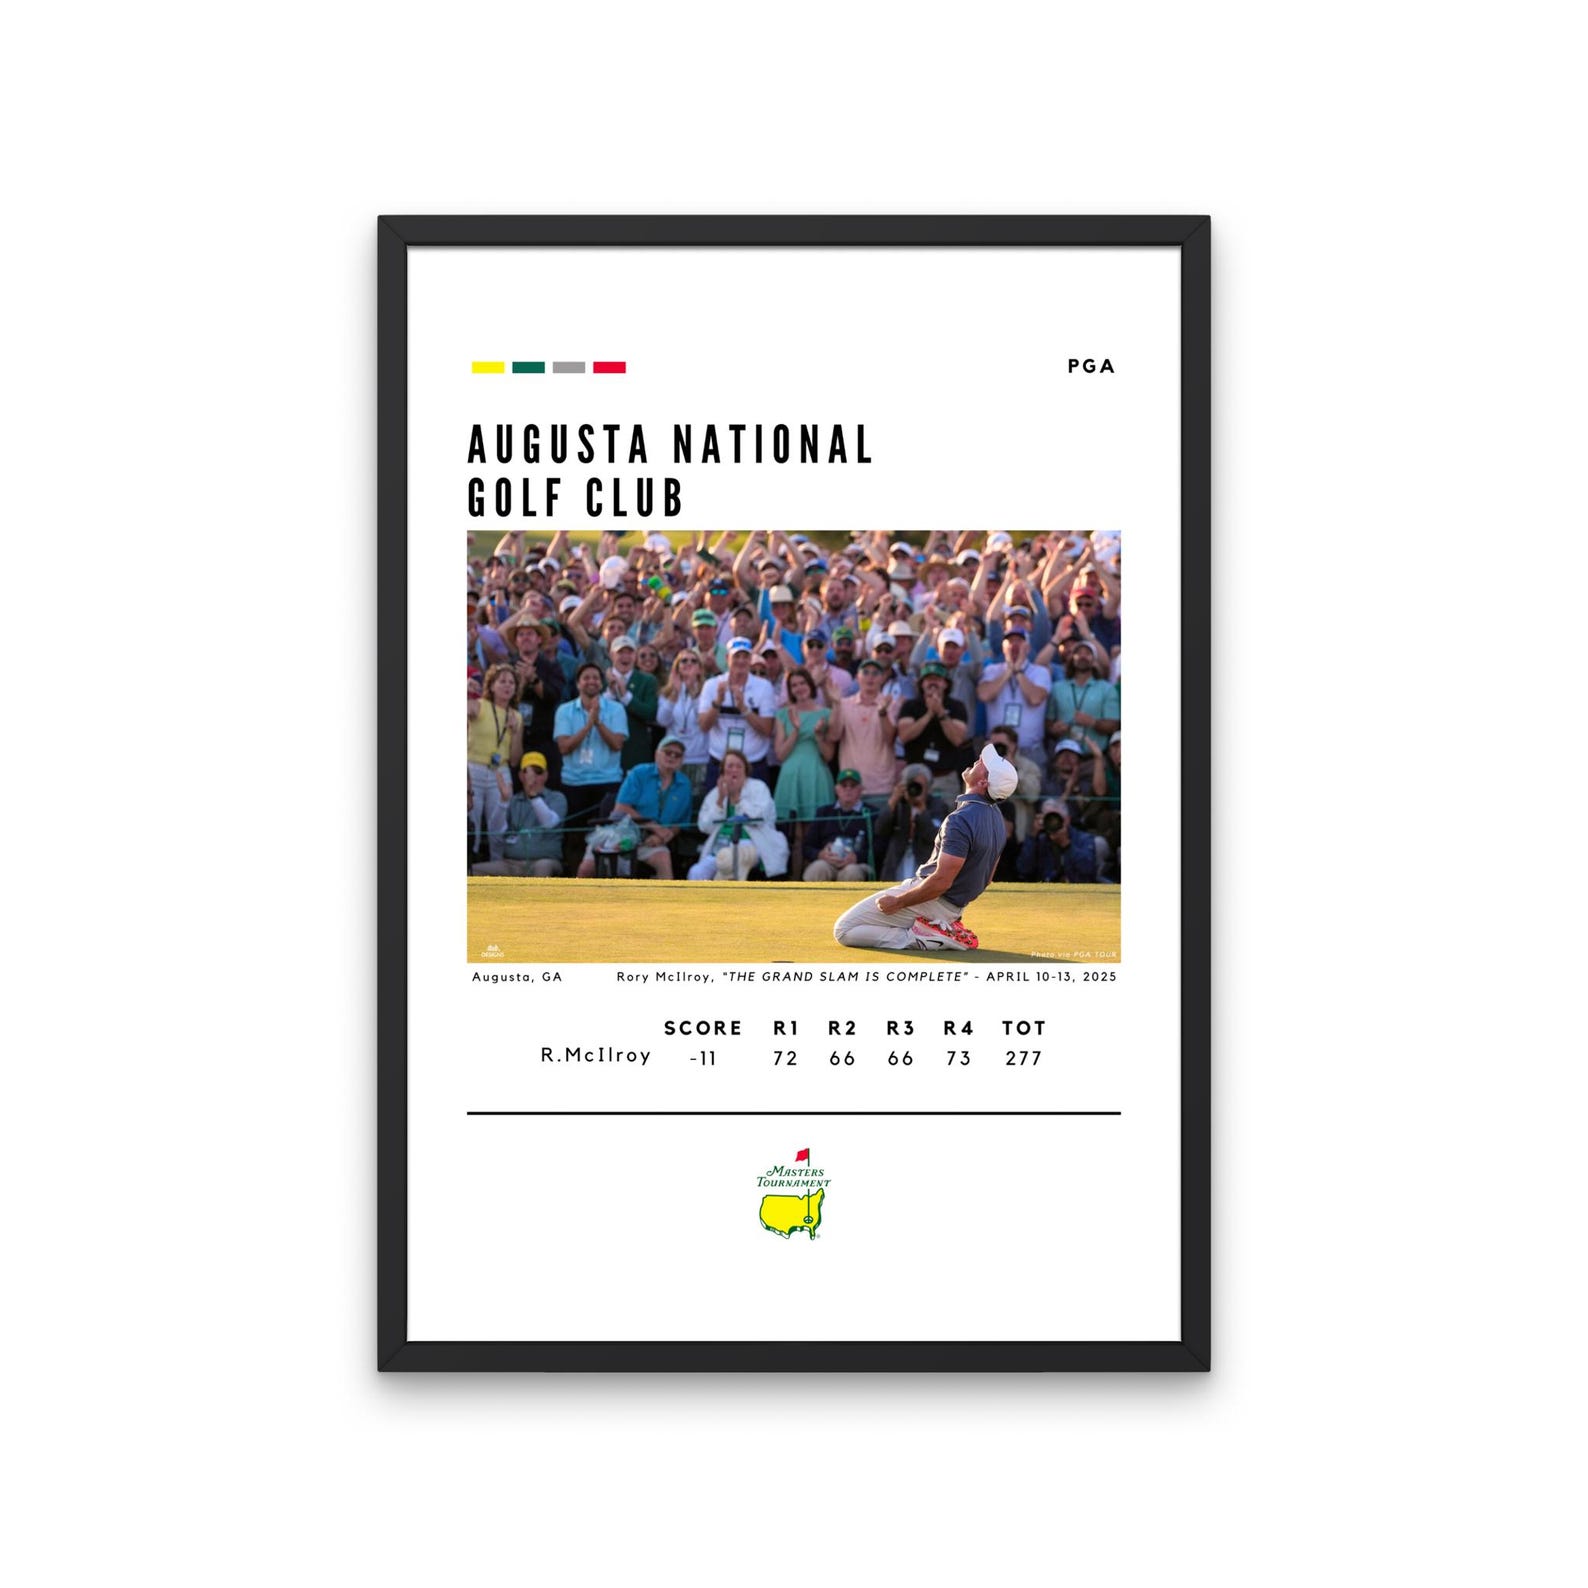 PGA
AUGUSTA NATIONAL
GOLF CLUB
DESIGNS
Photo via PGA TOUR
Augusta, GA
Rory McIlroy, "THE GRAND SLAM IS COMPLETE" - APRIL 10-13, 2025
SCORE R1 R2 R3 R4 TOT
R.McIlroy -11 72 66 66 73 277
MASTERS
TOURNAMENT